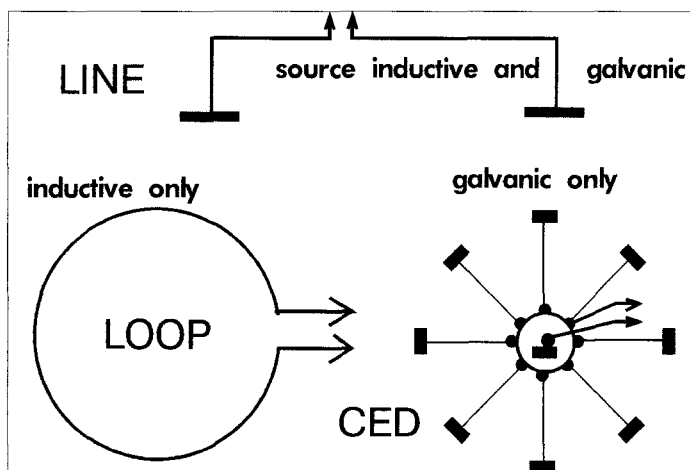 source inductive and galvanic
LINE
inductive only
galvanic only
LOOP
CED